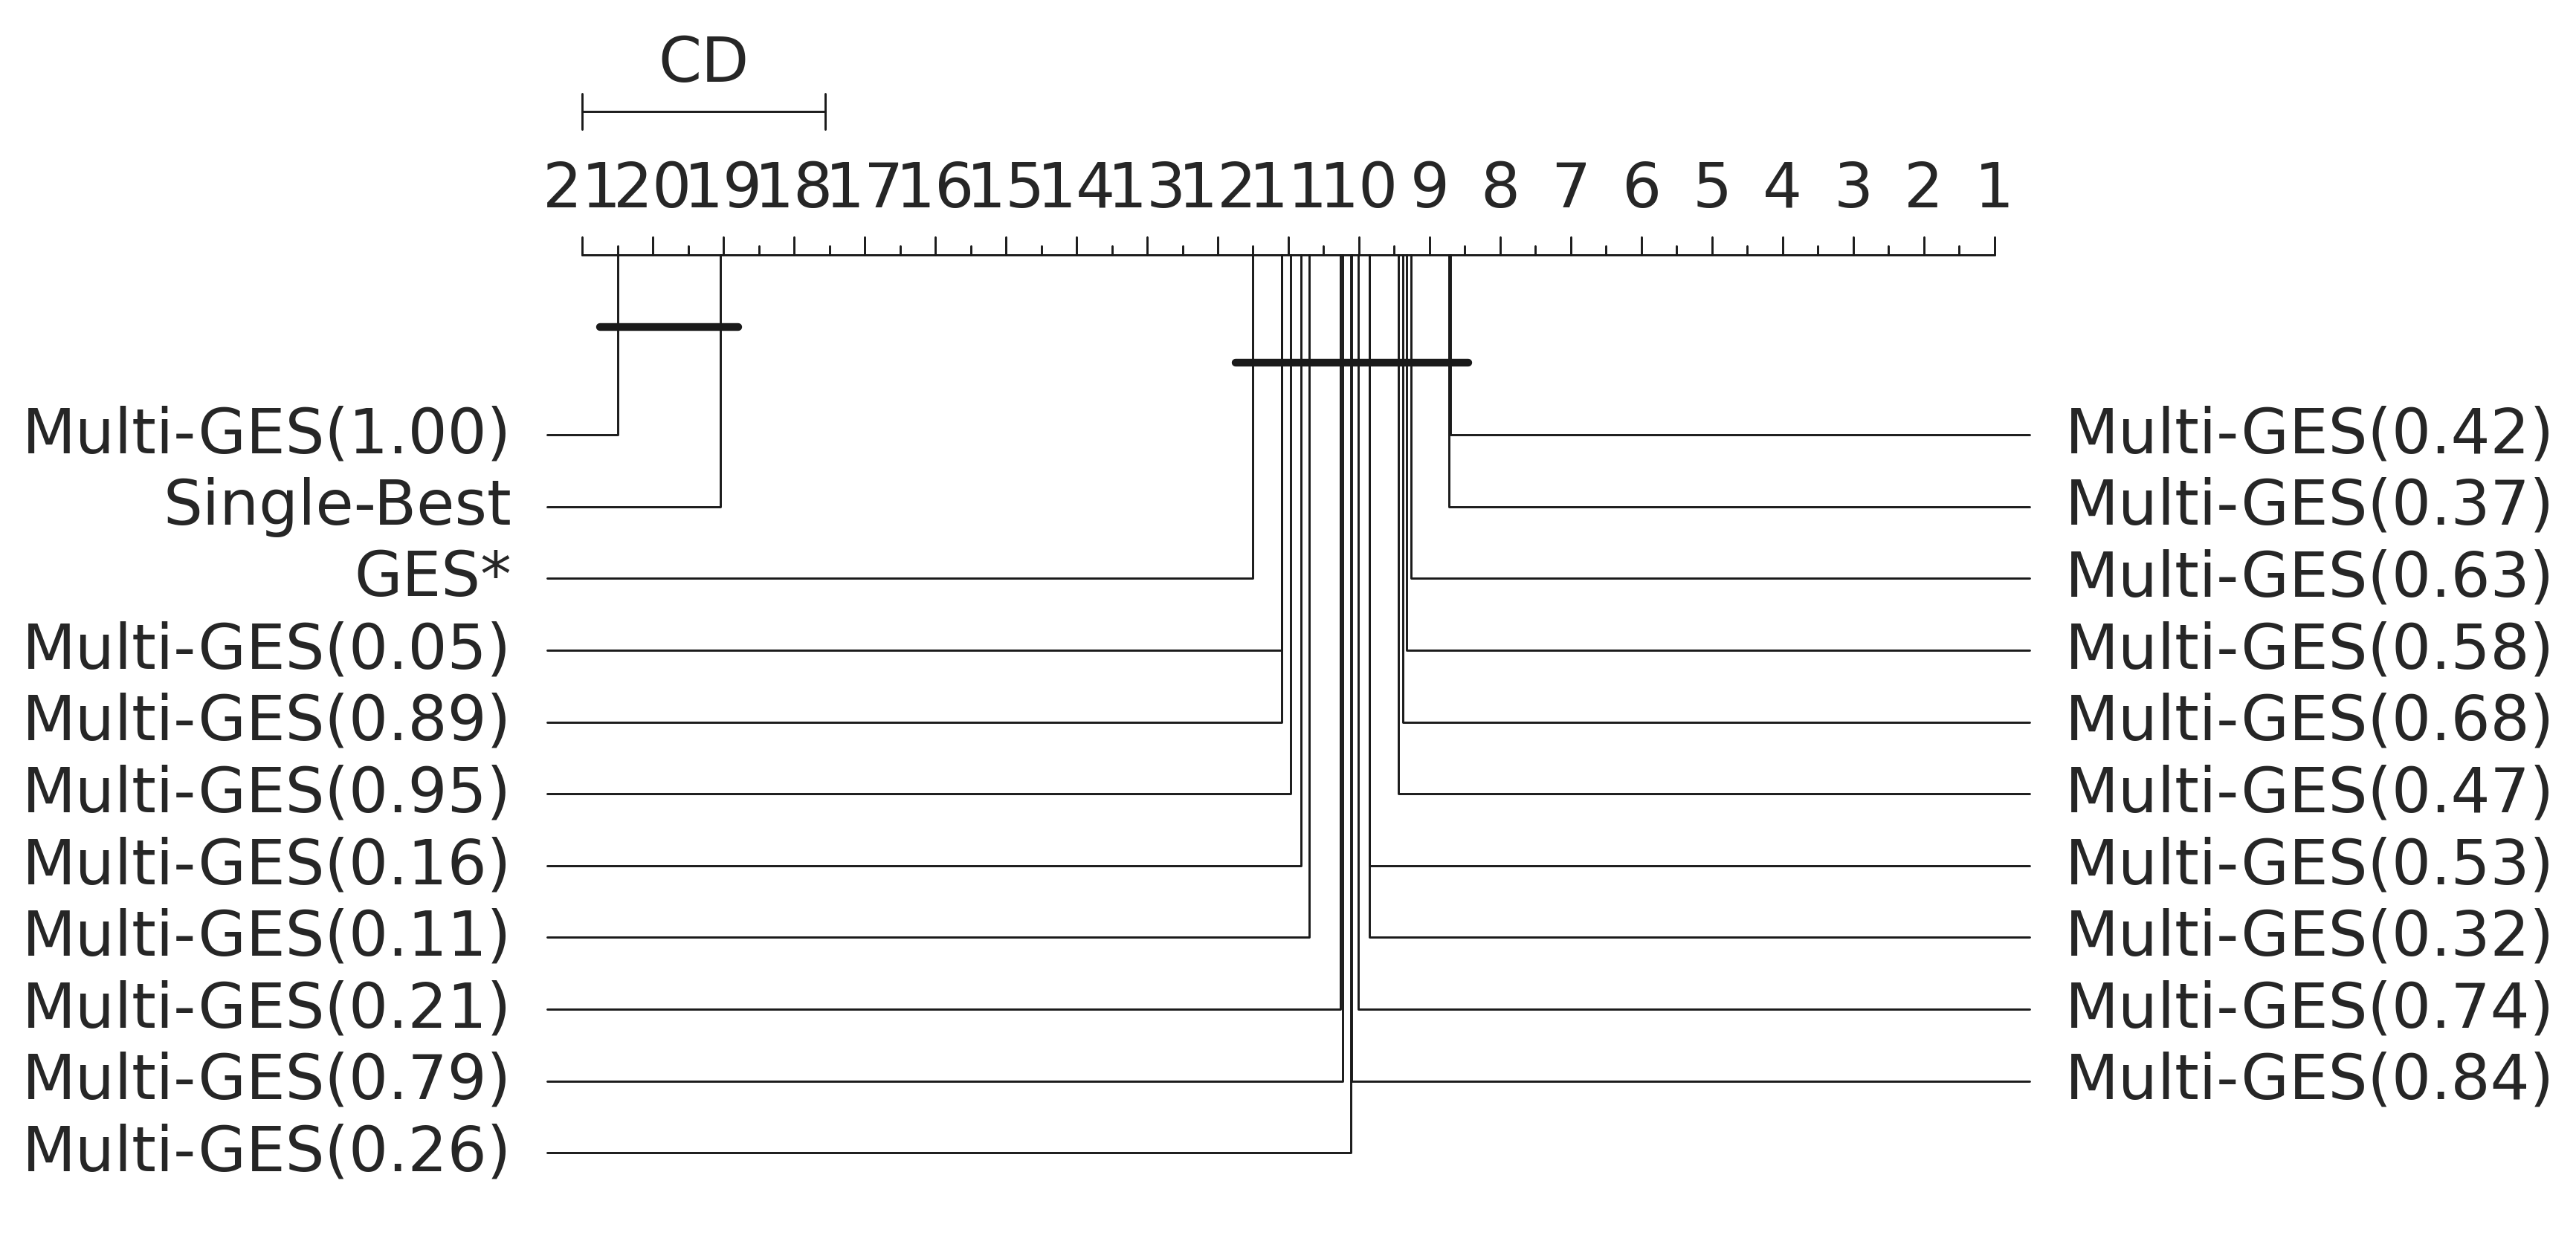 CD
21 20 19 18 17 16 15 14 13 12 11 10 9 8 7 6 5 4 3 2 1
Multi-GES(1.00)
Single-Best
GES*
Multi-GES(0.05)
Multi-GES(0.89)
Multi-GES(0.95)
Multi-GES(0.16)
Multi-GES(0.11)
Multi-GES(0.21)
Multi-GES(0.79)
Multi-GES(0.26)
Multi-GES(0.42)
Multi-GES(0.37)
Multi-GES(0.63)
Multi-GES(0.58)
Multi-GES(0.68)
Multi-GES(0.47)
Multi-GES(0.53)
Multi-GES(0.32)
Multi-GES(0.74)
Multi-GES(0.84)